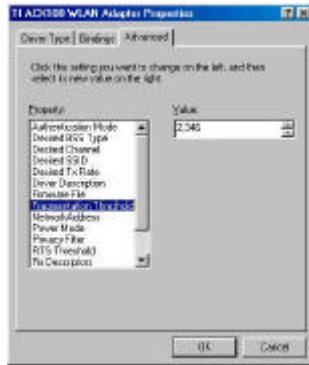 TI ACX100 WLAN Adapter Properties
Driver Type
Bindings
Advanced
Click the setting you want to change on the left, and then
select its new value on the right.
Property:
Value:
Authentication Mode
Desired BSS Type
Desired Channel
Desired SSID
Desired Tx Rate
Driver Description
Firmware File
Fragmentation Threshold
NetworkAddress
Power Mode
Privacy Filter
RTS Threshold
Rx Descriptors
2,346
OK
Cancel